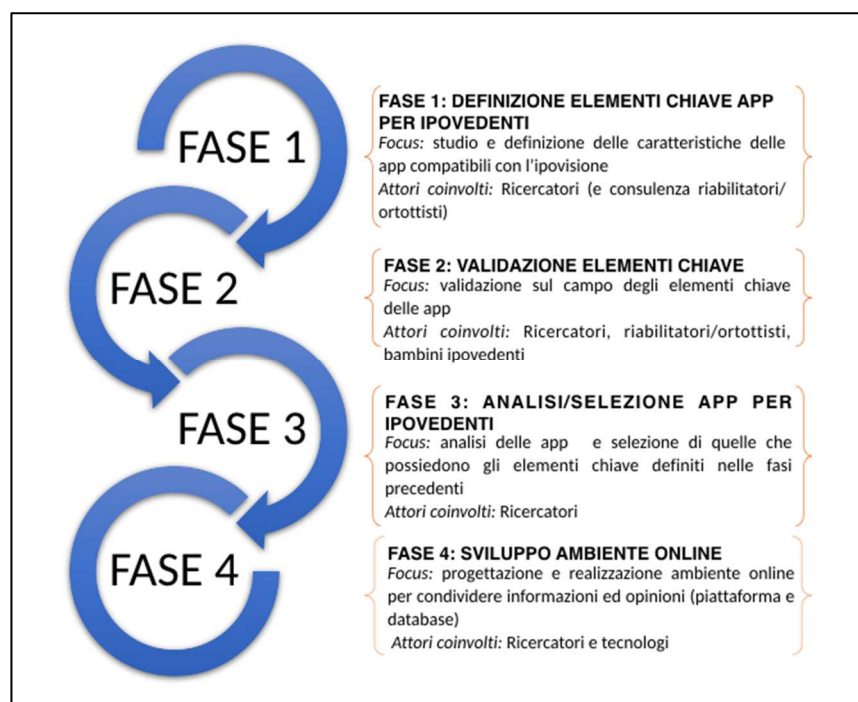 FASE 1
FASE 1: DEFINIZIONE ELEMENTI CHIAVE APP
PER IPOVEDENTI
Focus: studio e definizione delle caratteristiche delle
app compatibili con l'ipovisione
Attori coinvolti: Ricercatori (e consulenza riabilitatori/
ortottisti)
FASE 2
FASE 2: VALIDAZIONE ELEMENTI CHIAVE
Focus: validazione sul campo degli elementi chiave
delle app
Attori coinvolti: Ricercatori, riabilitatori/ortottisti,
bambini ipovedenti
FASE 3
FASE 3: ANALISI/SELEZIONE APP PER
IPOVEDENTI
Focus: analisi delle app e selezione di quelle che
possiedono gli elementi chiave definiti nelle fasi
precedenti
Attori coinvolti: Ricercatori
FASE 4
FASE 4: SVILUPPO AMBIENTE ONLINE
Focus: progettazione e realizzazione ambiente online
per condividere informazioni ed opinioni (piattaforma e
database)
Attori coinvolti: Ricercatori e tecnologi